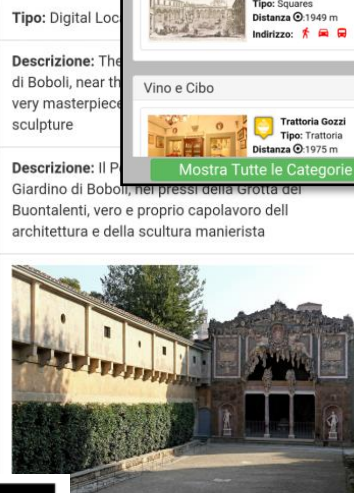 Tipo: Digital Loc
Descrizione: The
di Boboli, near th
very masterpiece
sculpture
Descrizione: Il P
Giardino di Boboli, nei pressi della Grotta del
Buontalenti, vero e proprio capolavoro dell
architettura e della scultura manierista
Tipo: Squares
Distanza :1949 m
Indirizzo:
Vino e Cibo
Trattoria Gozzi
Tipo: Trattoria
Distanza :1975 m
Mostra Tutte le Categorie